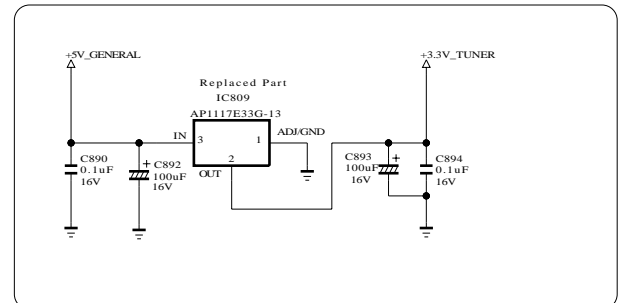 +5V_GENERAL
+3.3V_TUNER
Replaced Part
IC809
AP1117E33G-13
IN
3
1
ADJ/GND
2
OUT
C890
0.1uF
16V
+
C892
100uF
16V
C893
100uF
16V
+
C894
0.1uF
16V